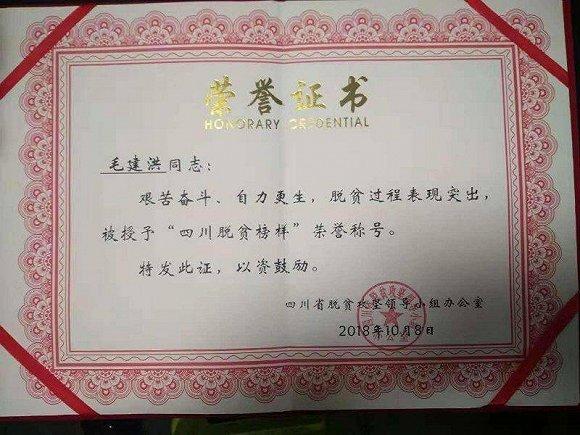 荣誉证书
HONORARY CREDENTIAL
毛建洪同志：
艰苦奋斗、自力更生，脱贫过程表现突出，
被授予“四川脱贫榜样”荣誉称号。
特发此证，以资鼓励。
四川省脱贫攻坚领导小组办公室
2018年10月8日